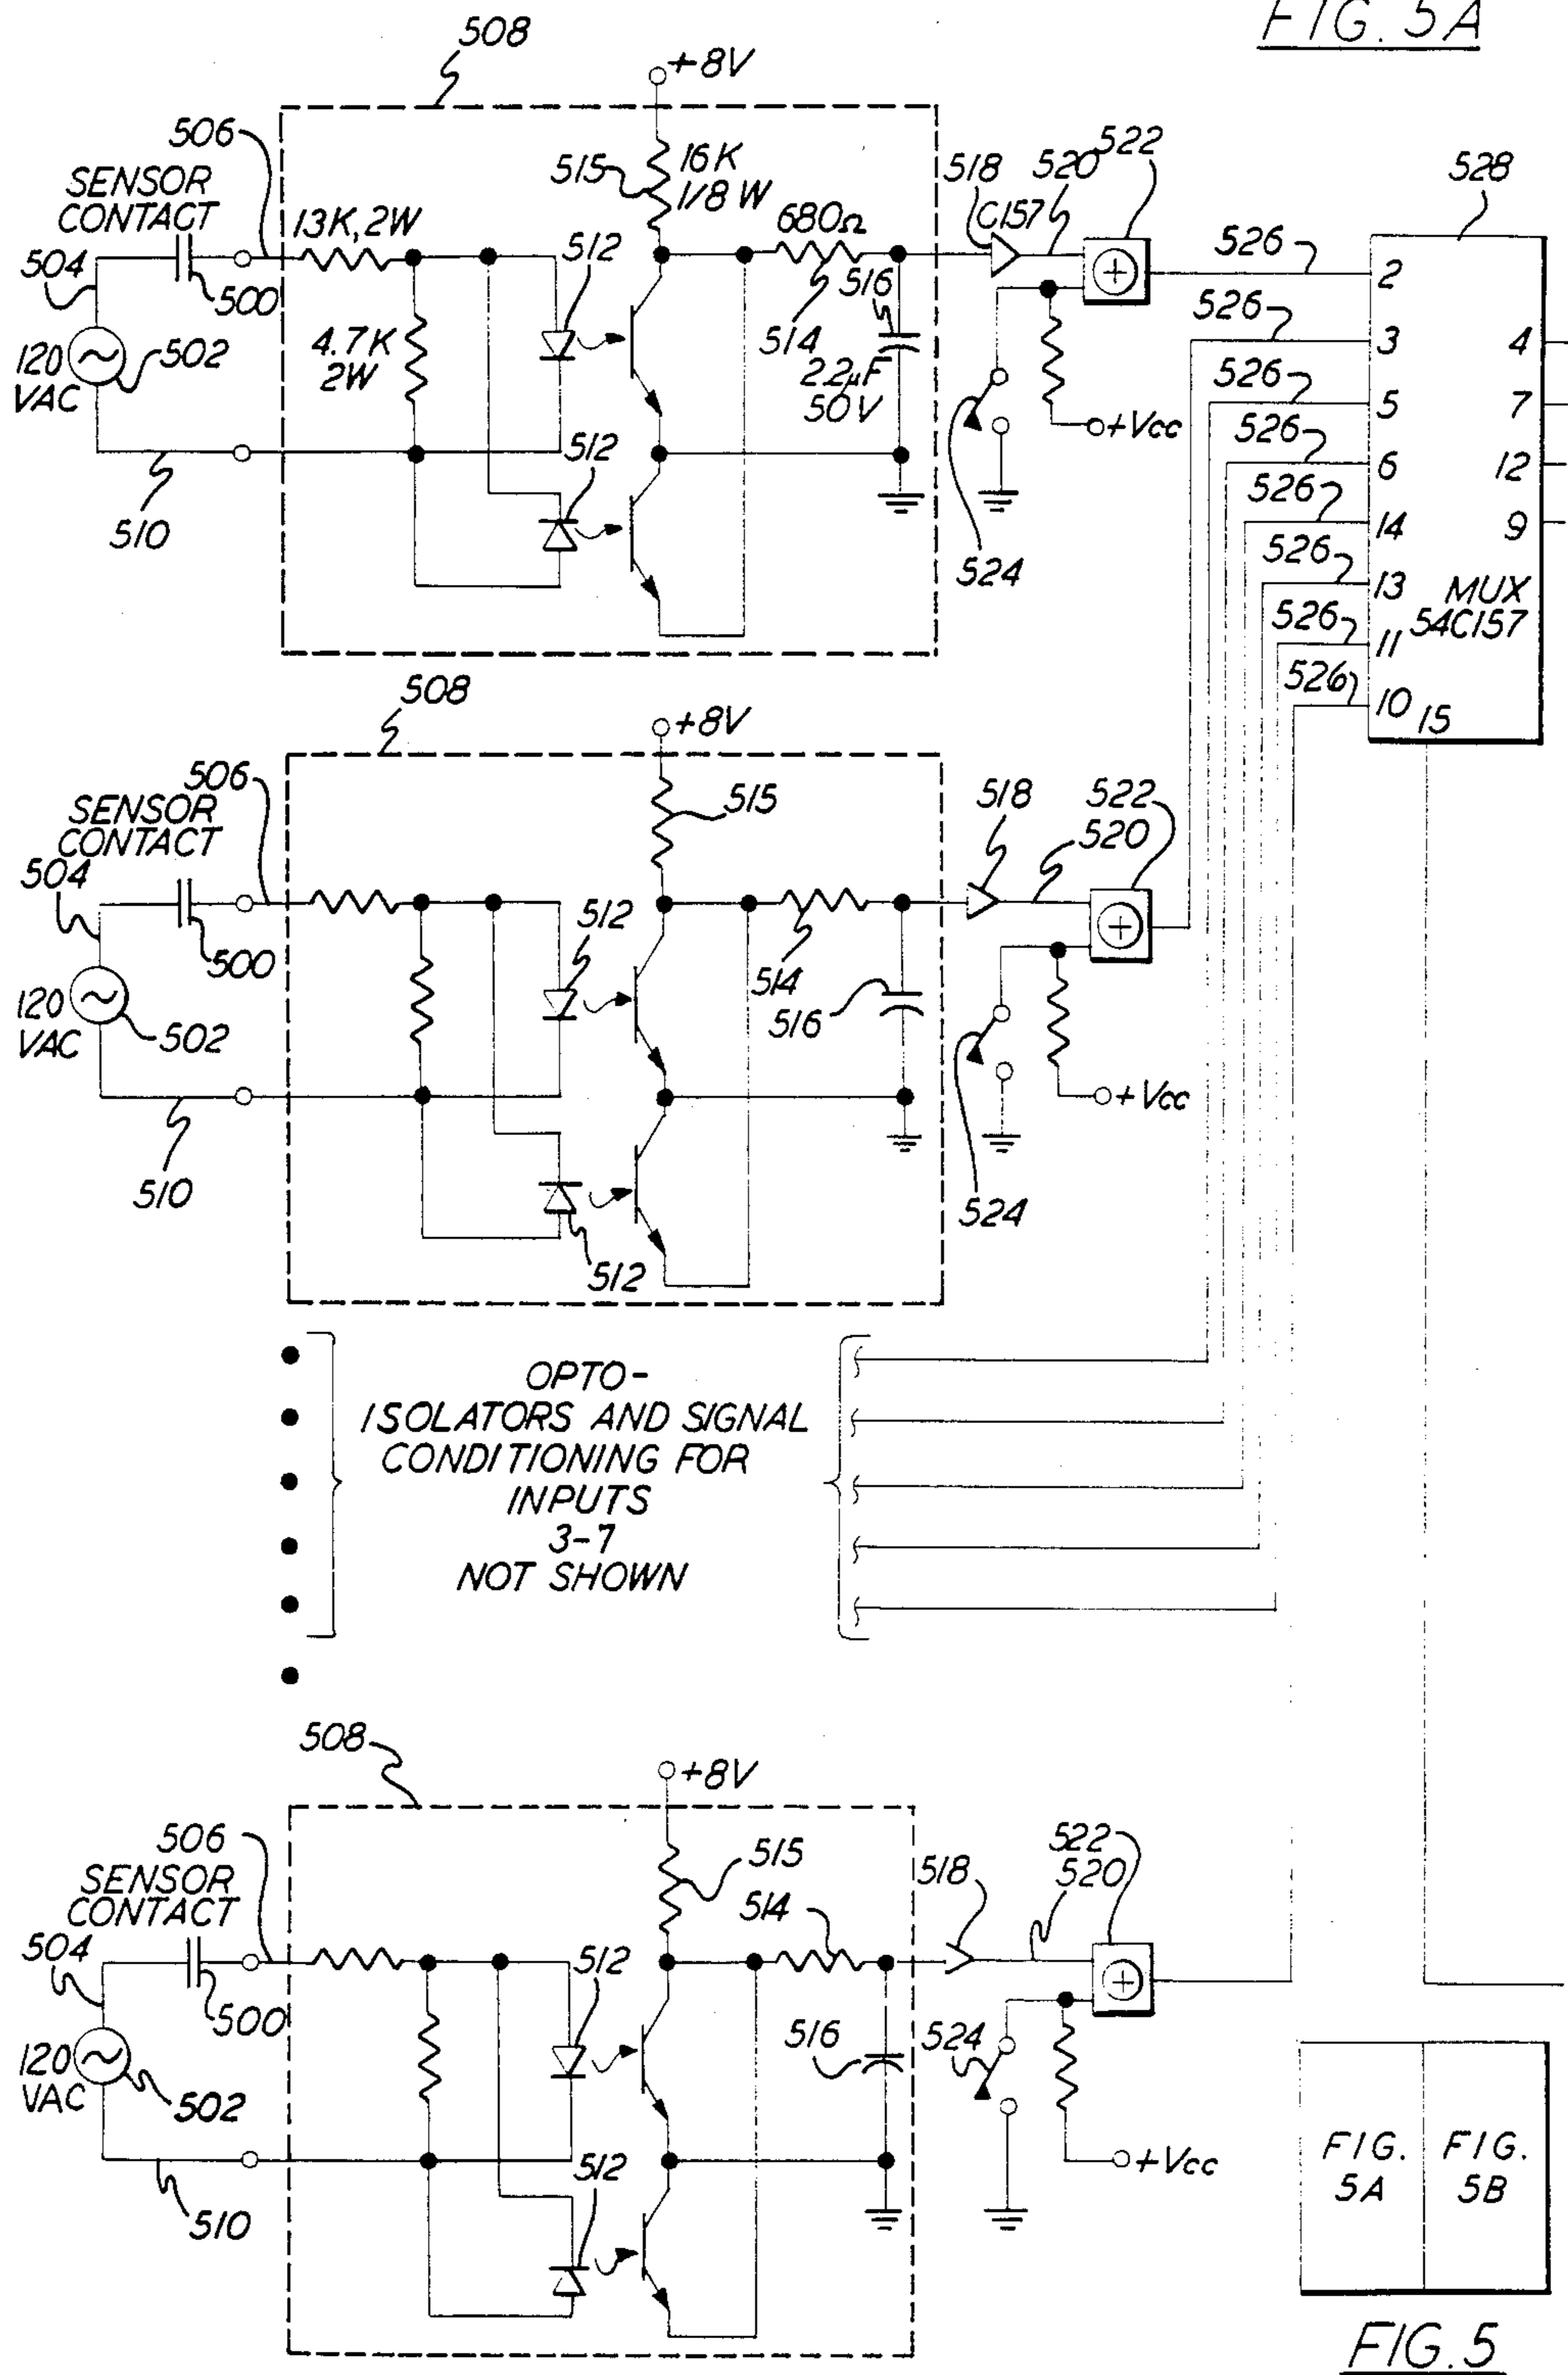 FIG. 5A
508
+8V
506
SENSOR
CONTACT
13K, 2W
515
16K
1/8 W
680Ω
518
C157
520
522
528
504
500
512
514
516
526
2
120
VAC
502
4.7K
2W
22µF
50V
524
+Vcc
526
3
4
526
5
7
526
6
12
510
512
526
14
9
526
13
MUX
54C157
526
11
526
10
15
508
+8V
506
SENSOR
CONTACT
515
518
522
520
504
500
512
514
516
120
VAC
502
524
+Vcc
510
512
OPTO-
ISOLATORS AND SIGNAL
CONDITIONING FOR
INPUTS
3-7
NOT SHOWN
508
+8V
506
SENSOR
CONTACT
515
514
518
522
520
504
500
512
516
524
120
VAC
502
+Vcc
510
512
FIG.
5A
FIG.
5B
FIG. 5